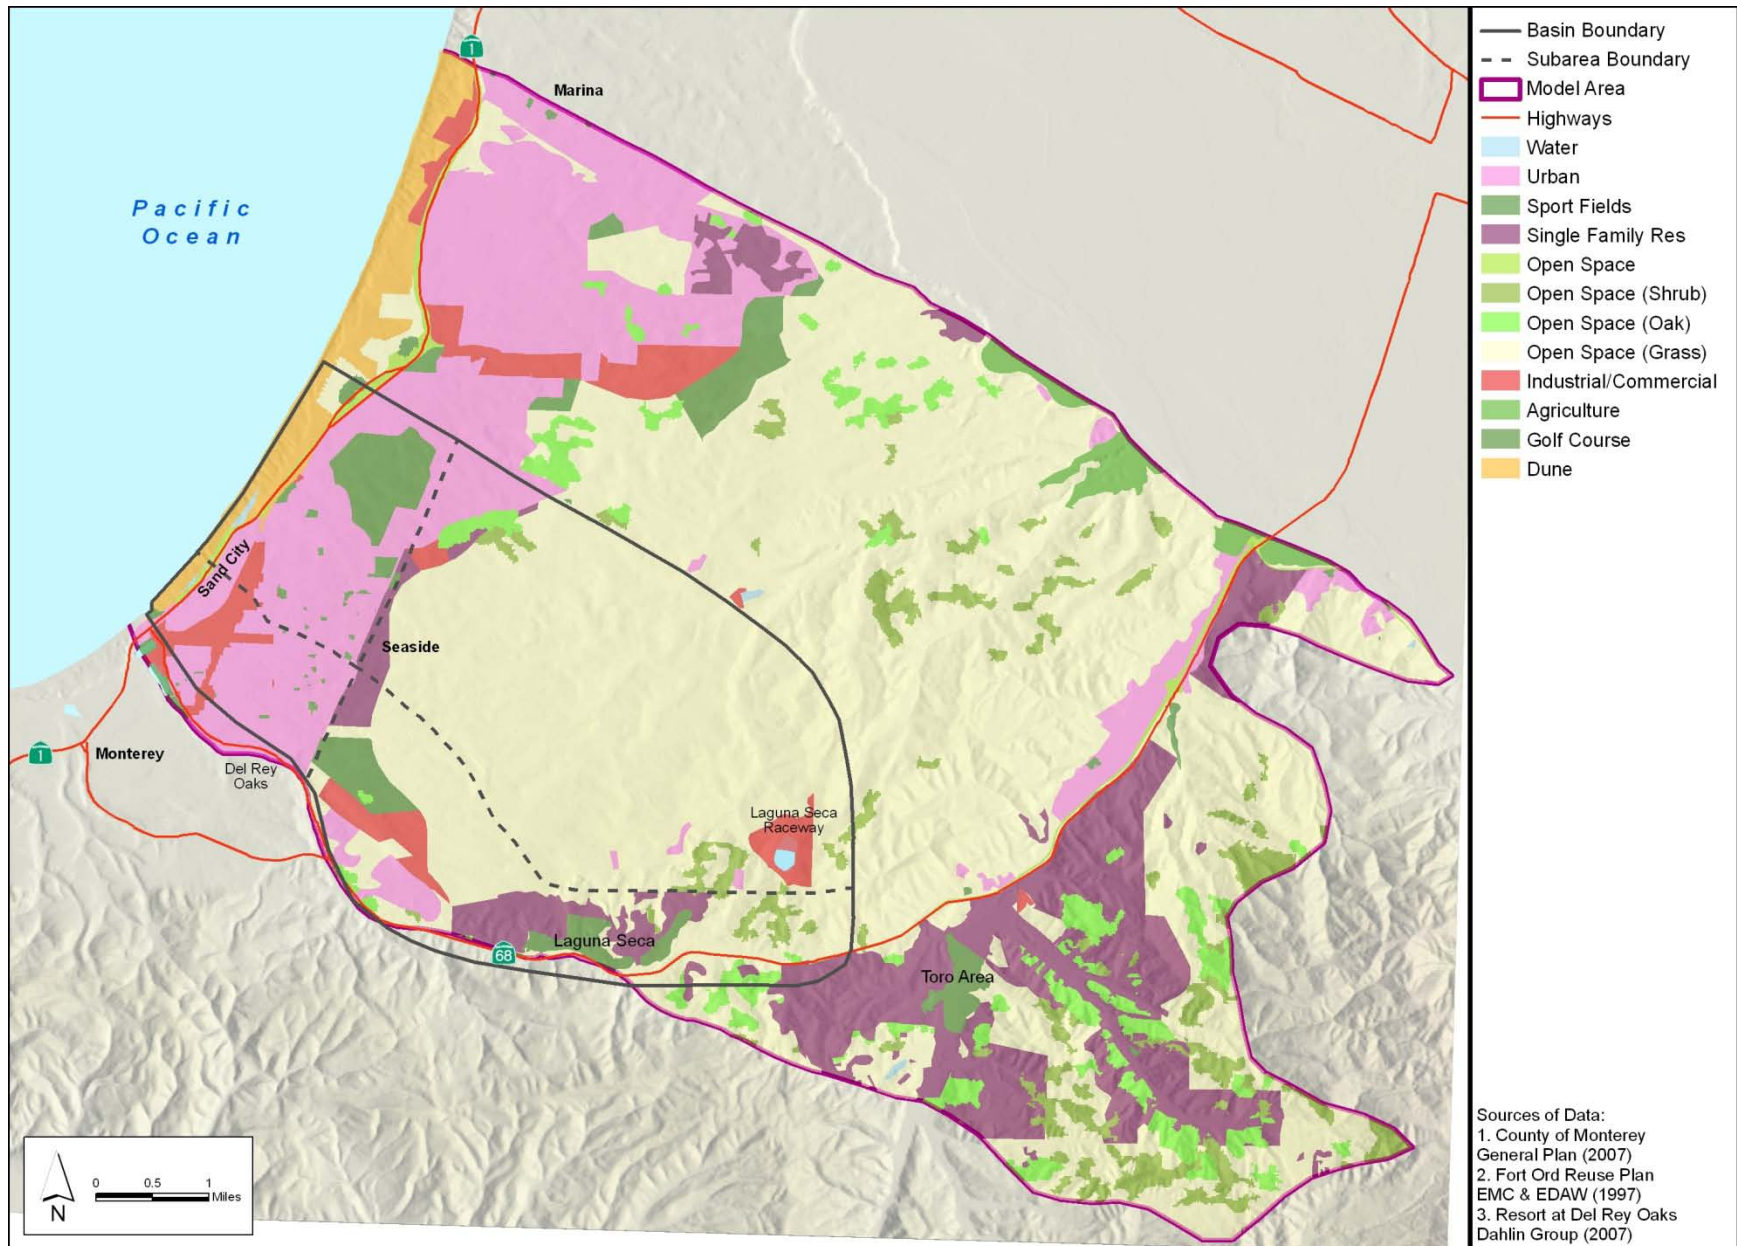 1
Marina
Pacific
Ocean
Sand City
Seaside
1
Monterey
Del Rey
Oaks
Laguna Seca
Raceway
Laguna Seca
68
Toro Area
N
0 0.5 1
Miles
Basin Boundary
Subarea Boundary
Model Area
Highways
Water
Urban
Sport Fields
Single Family Res
Open Space
Open Space (Shrub)
Open Space (Oak)
Open Space (Grass)
Industrial/Commercial
Agriculture
Golf Course
Dune
Sources of Data:
1. County of Monterey
General Plan (2007)
2. Fort Ord Reuse Plan
EMC & EDAW (1997)
3. Resort at Del Rey Oaks
Dahlin Group (2007)